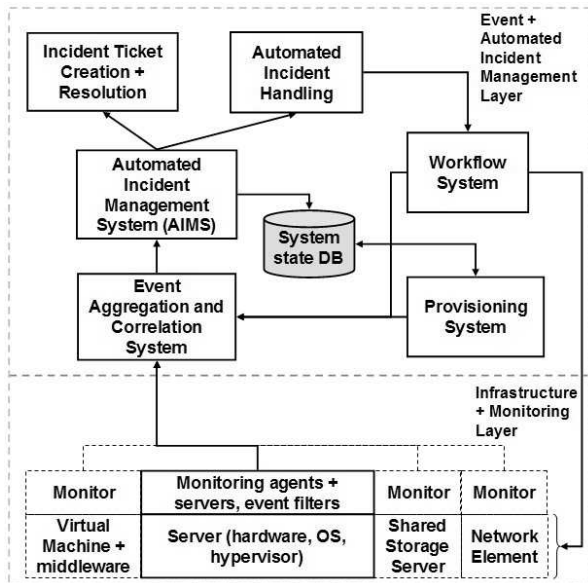 Incident Ticket
Creation +
Resolution
Automated
Incident
Handling
Event +
Automated
Incident
Management
Layer
Automated
Incident
Management
System (AIMS)
Workflow
System
System
state DB
Event
Aggregation and
Correlation
System
Provisioning
System
Infrastructure
+ Monitoring
Layer
Monitor
Monitoring agents +
servers, event filters
Monitor
Monitor
Virtual
Machine +
middleware
Server (hardware, OS,
hypervisor)
Shared
Storage
Server
Network
Element